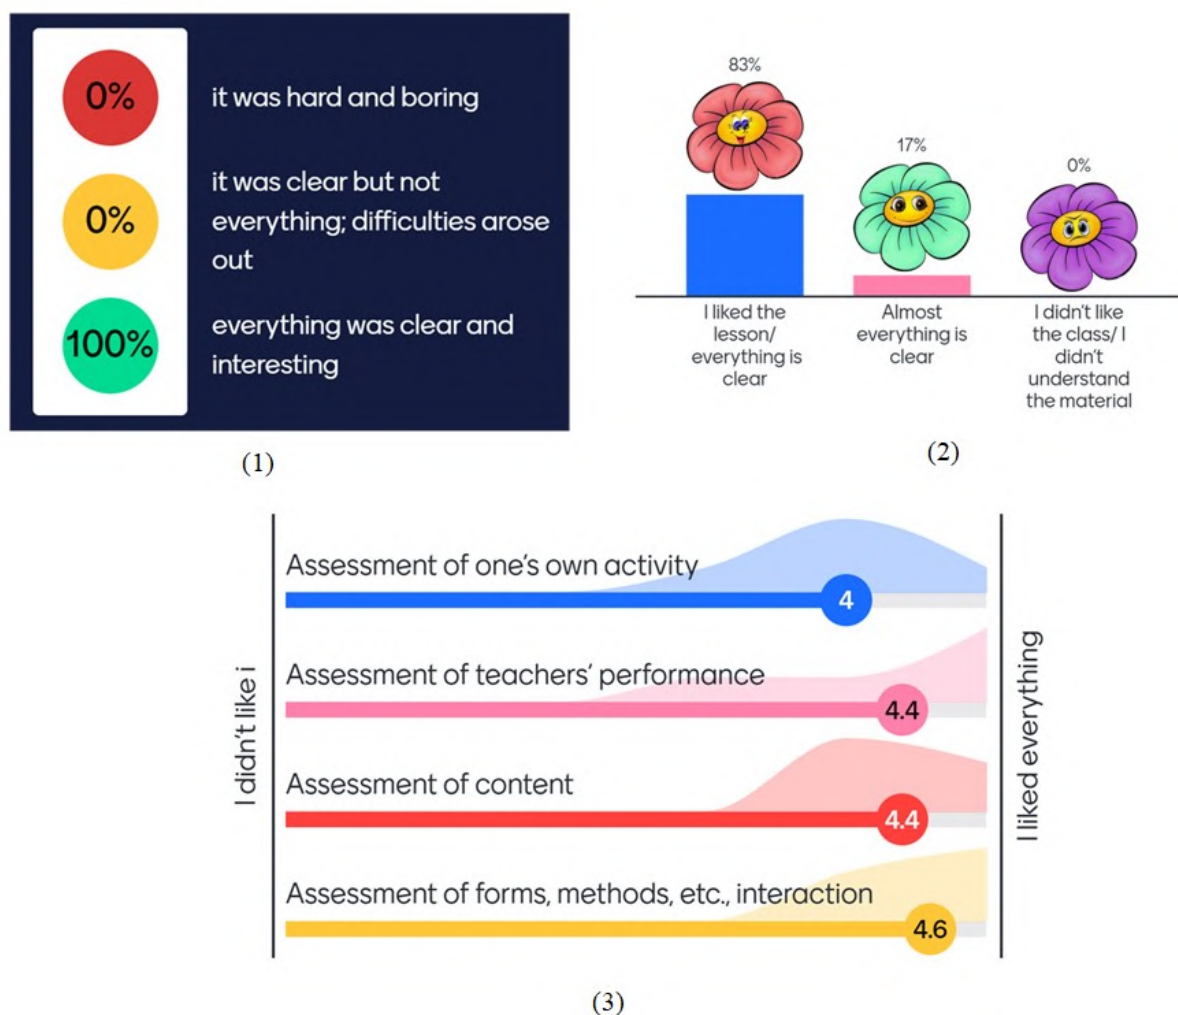 0%
it was hard and boring
0%
it was clear but not
everything; difficulties arose
out
100%
everything was clear and
interesting
(1)
83%
17%
0%
I liked the
lesson/
everything is
clear
Almost
everything is
clear
I didn't like
the class/ I
didn't
understand
the material
(2)
I didn't like i
Assessment of one's own activity
4
Assessment of teachers' performance
4.4
Assessment of content
4.4
Assessment of forms, methods, etc., interaction
4.6
I liked everything
(3)